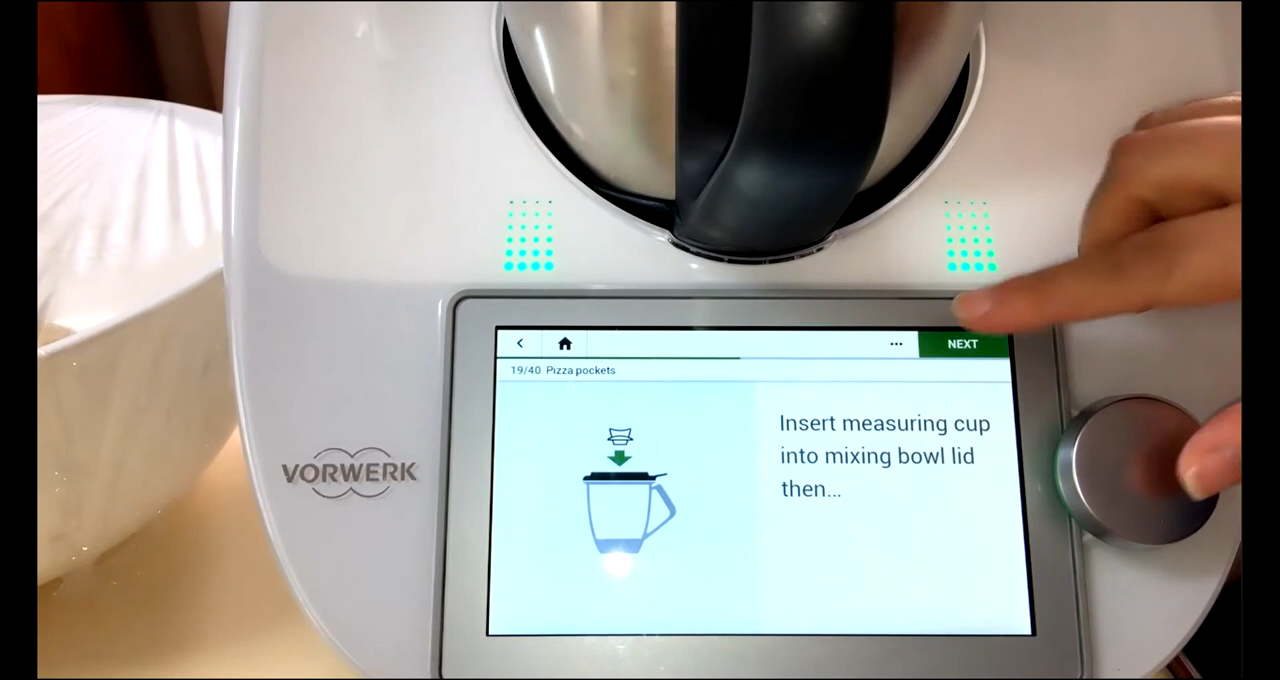 NEXT
19/40 Pizza pockets
Insert measuring cup
into mixing bowl lid
then...
VORWERK